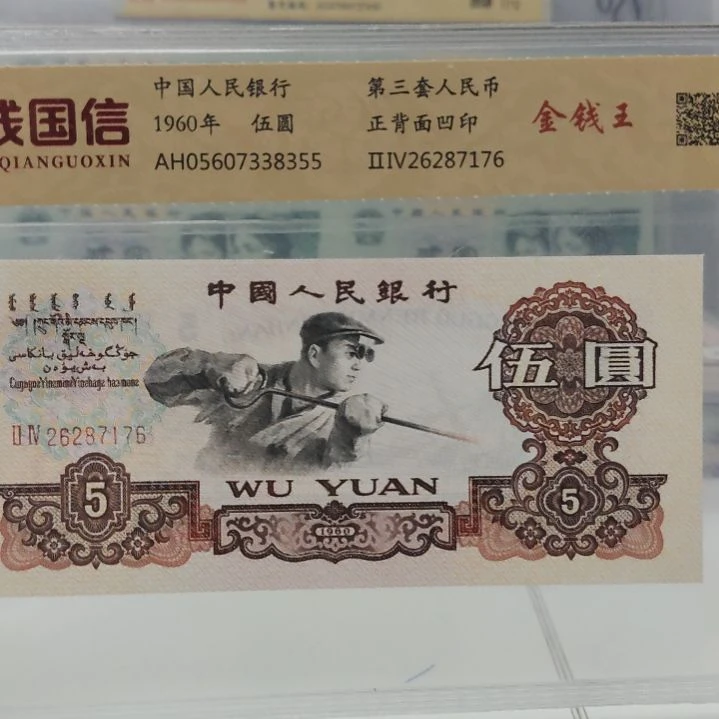 钱国信
QIANGUOXIN
中国人民银行
1960年 伍圆
AH05607338355
第三套人民币
正背面凹印
ⅡⅣ26287176
金钱王
中國人民銀行
伍圓
ⅡⅣ26287176
5
WU YUAN
1960
5